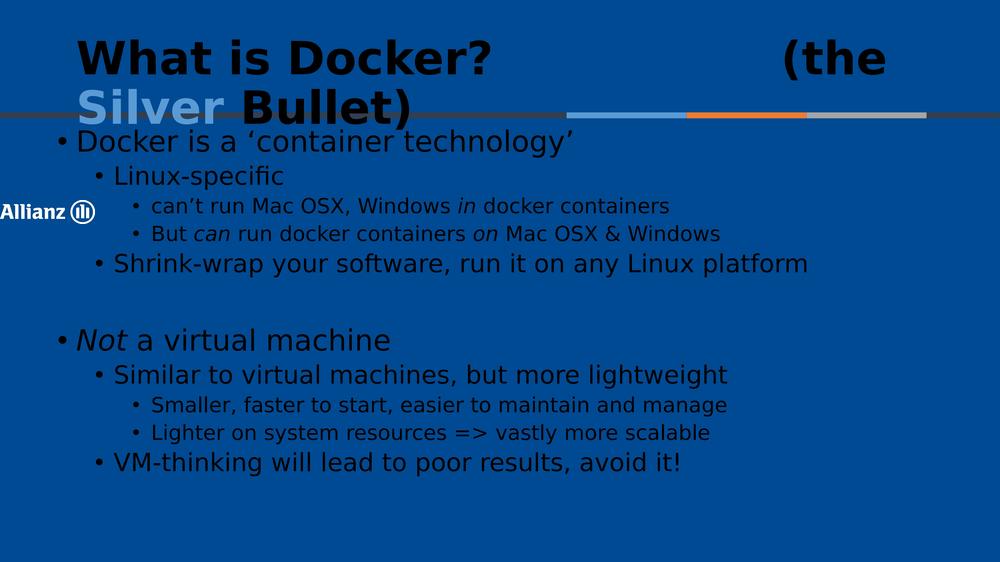 What is Docker? (the
Silver Bullet)
• Docker is a ‘container technology’
• Linux-specific
• can’t run Mac OSX, Windows in docker containers
Allianz
• But can run docker containers on Mac OSX & Windows
• Shrink-wrap your software, run it on any Linux platform
• Not a virtual machine
• Similar to virtual machines, but more lightweight
• Smaller, faster to start, easier to maintain and manage
• Lighter on system resources => vastly more scalable
• VM-thinking will lead to poor results, avoid it!